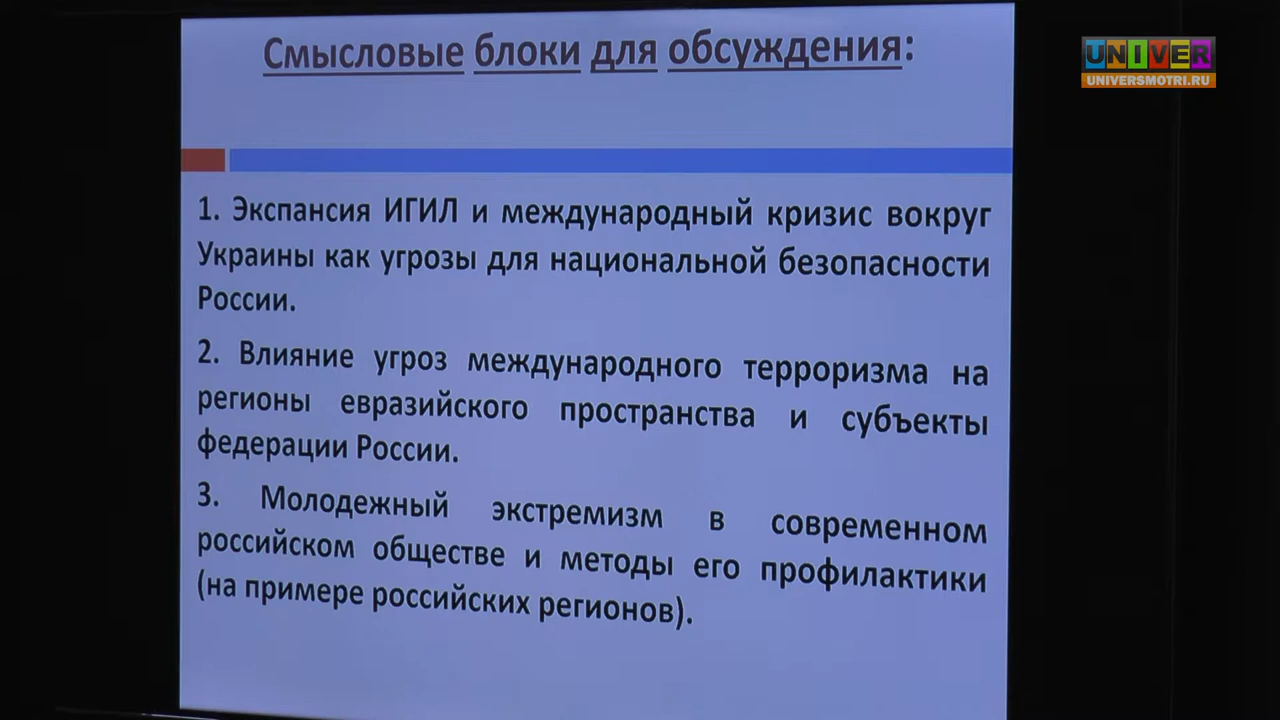 Смысловые блоки для обсуждения:
UNIVER
UNIVERSMOTRI.RU
1. Экспансия ИГИЛ и международный кризис вокруг
Украины как угрозы для национальной безопасности
России.
2. Влияние угроз международного терроризма на
регионы евразийского пространства и субъекты
федерации России.
3. Молодежный экстремизм в современном
российском обществе и методы его профилактики
(на примере российских регионов).